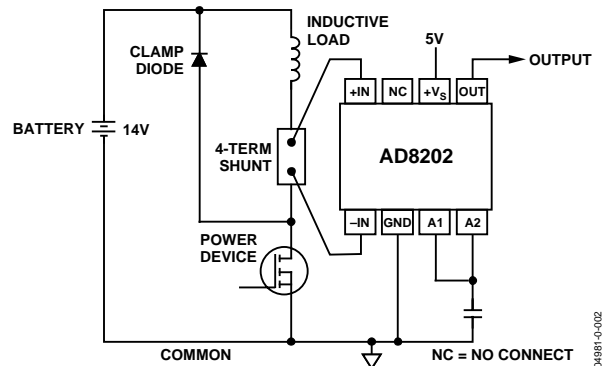 INDUCTIVE
LOAD
CLAMP
DIODE
5V
OUTPUT
+IN
NC
+VS
OUT
BATTERY
14V
4-TERM
SHUNT
AD8202
–IN
GND
A1
A2
POWER
DEVICE
COMMON
NC = NO CONNECT
04981-0-002